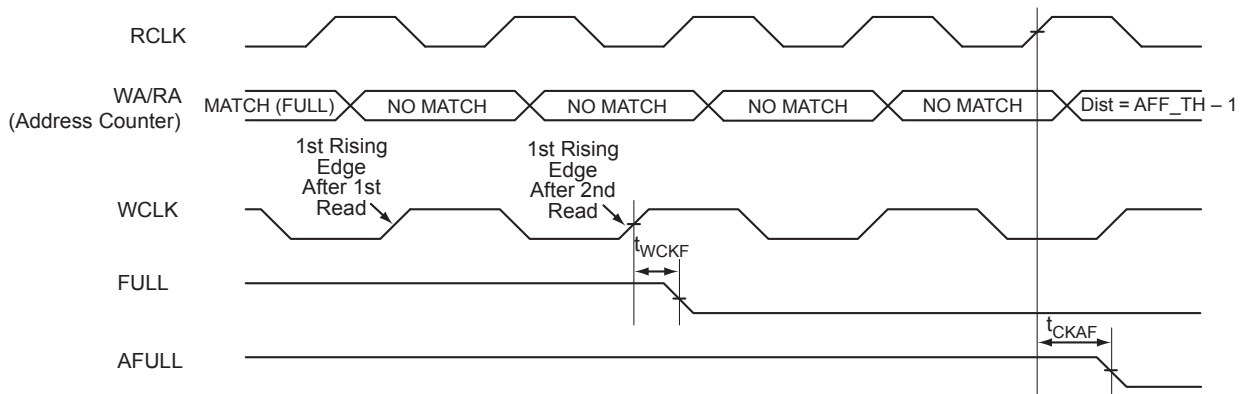 RCLK
WA/RA
(Address Counter)
MATCH (FULL)
NO MATCH
NO MATCH
NO MATCH
NO MATCH
Dist = AFF_TH – 1
1st Rising
Edge
After 1st
Read
1st Rising
Edge
After 2nd
Read
WCLK
tWCKF
FULL
tCKAF
AFULL